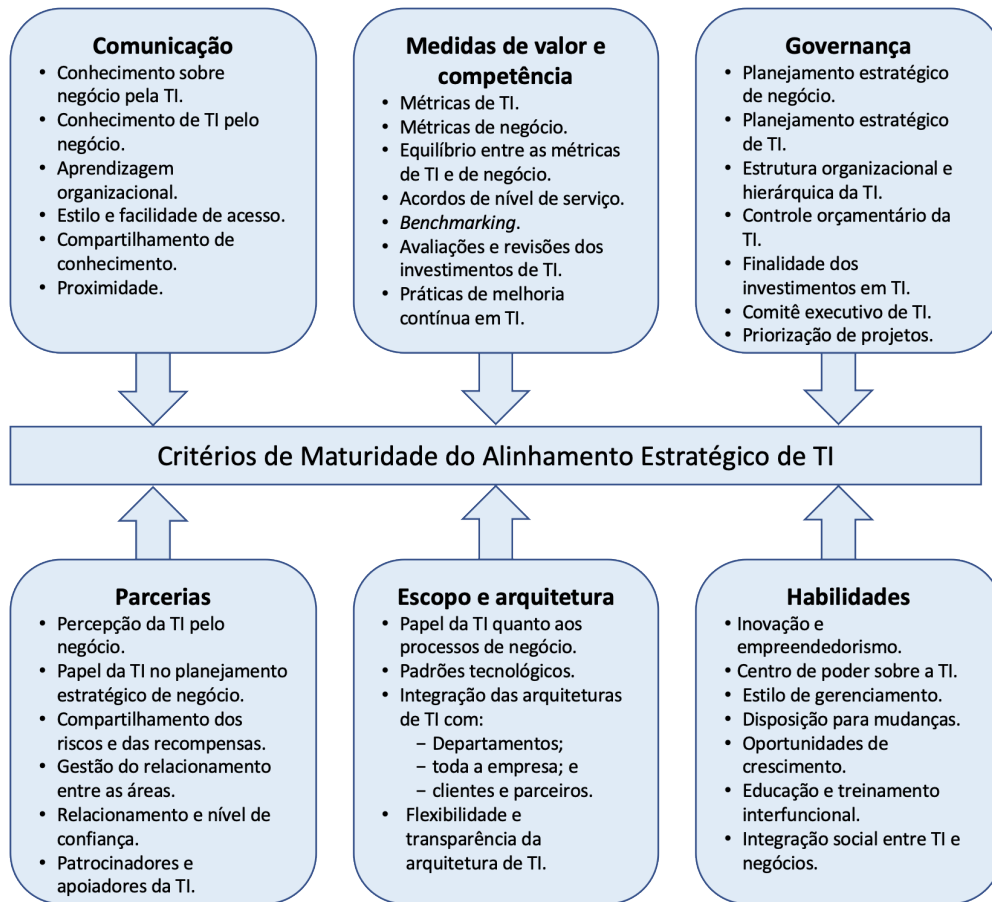 Comunicação
• Conhecimento sobre
negócio pela TI.
• Conhecimento de TI pelo
negócio.
• Aprendizagem
organizacional.
• Estilo e facilidade de acesso.
• Compartilhamento de
conhecimento.
• Proximidade.
Medidas de valor e
competência
• Métricas de TI.
• Métricas de negócio.
• Equilíbrio entre as métricas
de TI e de negócio.
• Acordos de nível de serviço.
• Benchmarking.
• Avaliações e revisões dos
investimentos de TI.
• Práticas de melhoria
contínua em TI.
Governança
• Planejamento estratégico
de negócio.
• Planejamento estratégico
de TI.
• Estrutura organizacional e
hierárquica da TI.
• Controle orçamentário da
TI.
• Finalidade dos
investimentos em TI.
• Comitê executivo de TI.
• Priorização de projetos.
Critérios de Maturidade do Alinhamento Estratégico de TI
Parcerias
• Percepção da TI pelo
negócio.
• Papel da TI no planejamento
estratégico de negócio.
• Compartilhamento dos
riscos e das recompensas.
• Gestão do relacionamento
entre as áreas.
• Relacionamento e nível de
confiança.
• Patrocinadores e
apoiadores da TI.
Escopo e arquitetura
• Papel da TI quanto aos
processos de negócio.
• Padrões tecnológicos.
• Integração das arquiteturas
de TI com:
– Departamentos;
– toda a empresa; e
– clientes e parceiros.
• Flexibilidade e
transparência da
arquitetura de TI.
Habilidades
• Inovação e
empreendedorismo.
• Centro de poder sobre a TI.
• Estilo de gerenciamento.
• Disposição para mudanças.
• Oportunidades de
crescimento.
• Educação e treinamento
interfuncional.
• Integração social entre TI e
negócios.